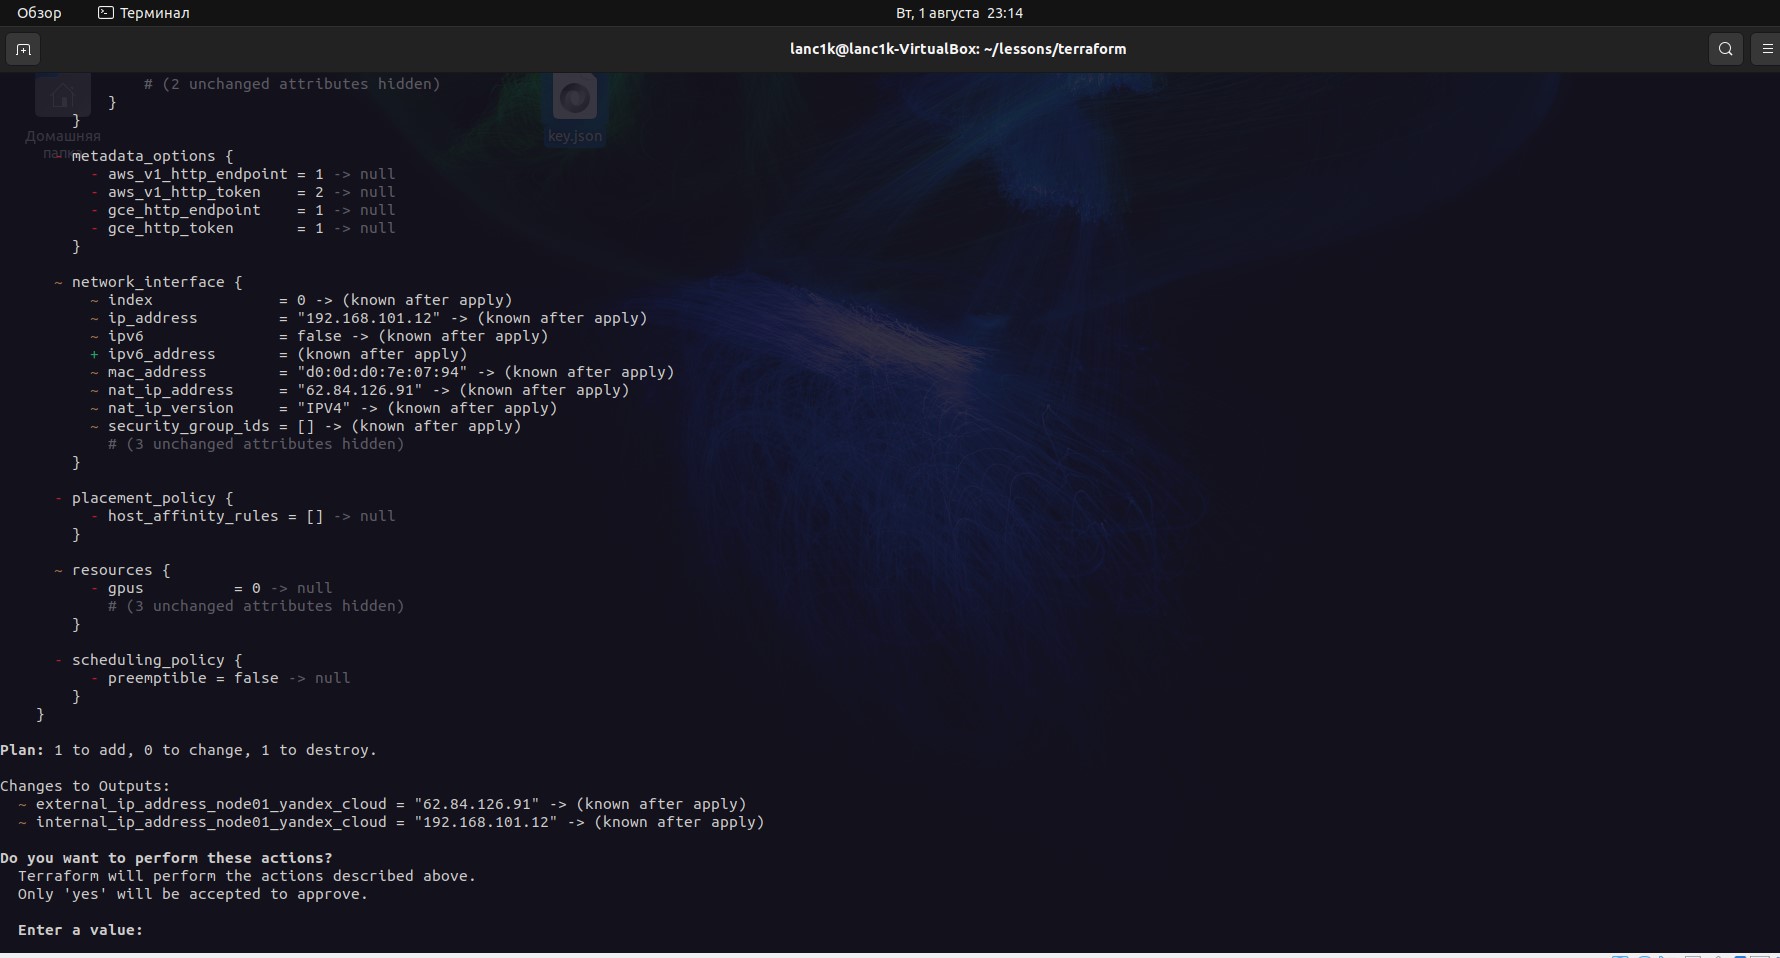 Обзор
Терминал
Вт, 1 августа 23:14
lanc1k@lanc1k-VirtualBox: ~/lessons/terraform
# (2 unchanged attributes hidden)
}
}
Домашняя
папка
key.json
- metadata_options {
- aws_v1_http_endpoint = 1 -> null
- aws_v1_http_token    = 2 -> null
- gce_http_endpoint    = 1 -> null
- gce_http_token       = 1 -> null
}
~ network_interface {
~ index              = 0 -> (known after apply)
~ ip_address         = "192.168.101.12" -> (known after apply)
~ ipv6               = false -> (known after apply)
+ ipv6_address       = (known after apply)
~ mac_address        = "d0:0d:d0:7e:07:94" -> (known after apply)
~ nat_ip_address     = "62.84.126.91" -> (known after apply)
~ nat_ip_version     = "IPV4" -> (known after apply)
~ security_group_ids = [] -> (known after apply)
# (3 unchanged attributes hidden)
}
- placement_policy {
- host_affinity_rules = [] -> null
}
~ resources {
- gpus          = 0 -> null
# (3 unchanged attributes hidden)
}
- scheduling_policy {
- preemptible = false -> null
}
}
Plan: 1 to add, 0 to change, 1 to destroy.
Changes to Outputs:
~ external_ip_address_node01_yandex_cloud = "62.84.126.91" -> (known after apply)
~ internal_ip_address_node01_yandex_cloud = "192.168.101.12" -> (known after apply)
Do you want to perform these actions?
Terraform will perform the actions described above.
Only 'yes' will be accepted to approve.
Enter a value: